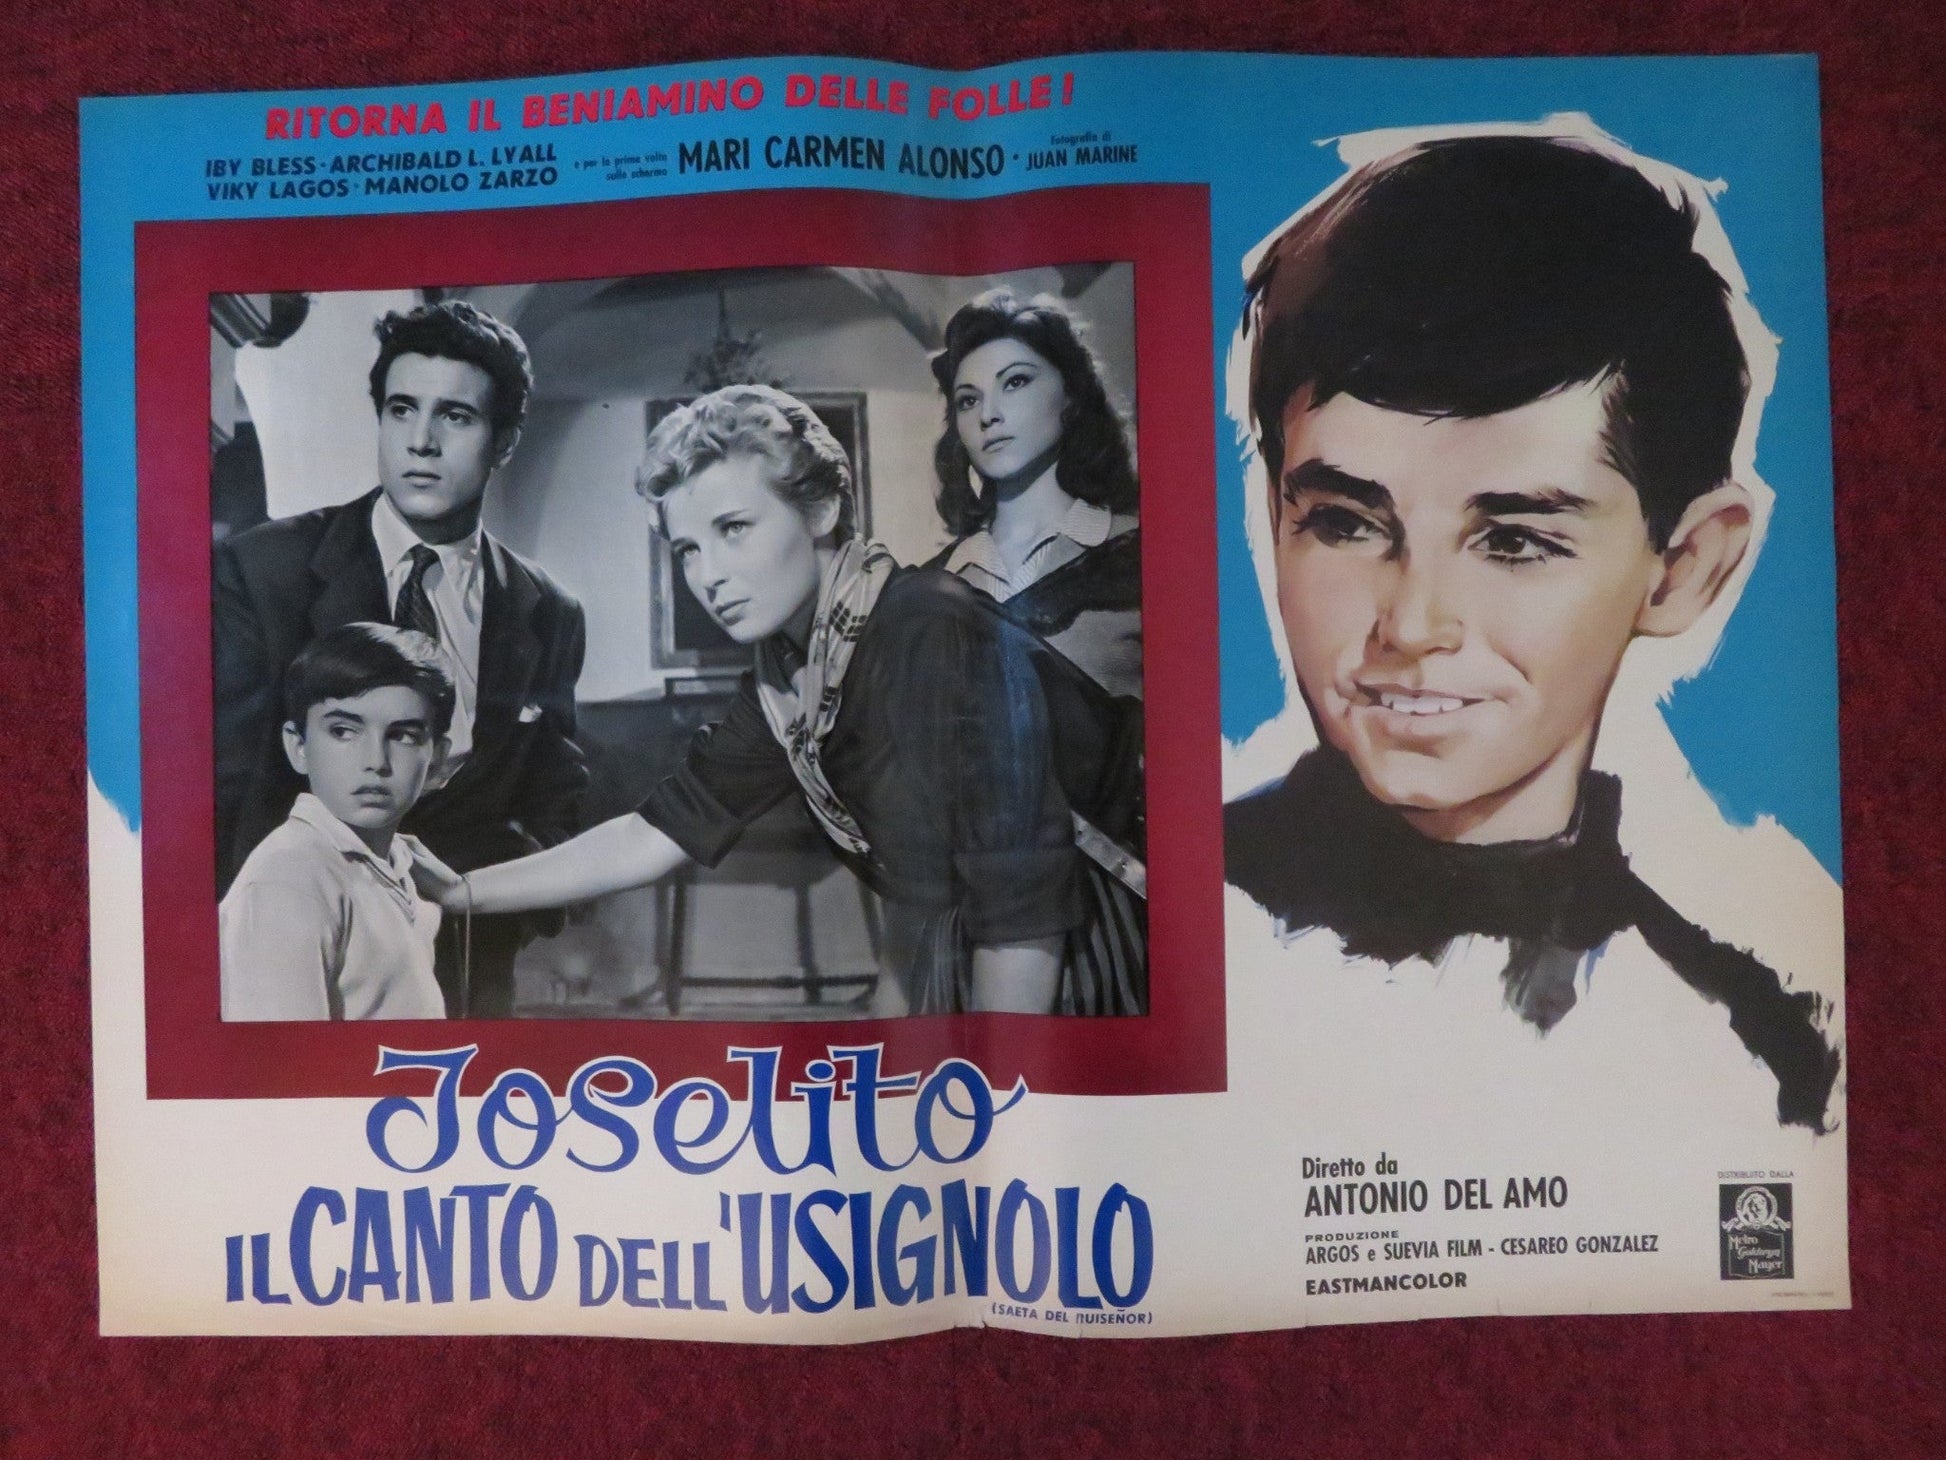 RITORNA IL BENIAMINO DELLE FOLLE!
IBY BLESS · ARCHIBALD L. LYALL
VIKY LAGOS · MANOLO ZARZO
e per la prima volta
sullo schermo
MARI CARMEN ALONSO ·
Fotografia di
JUAN MARINE
Joselito
IL CANTO DELL'USIGNOLO
(SAETA DEL RUISEÑOR)
Diretto da
ANTONIO DEL AMO
PRODUZIONE
ARGOS e SUEVIA FILM - CESAREO GONZALEZ
EASTMANCOLOR
DISTRIBUITO DALLA
Metro
Goldwyn
Mayer